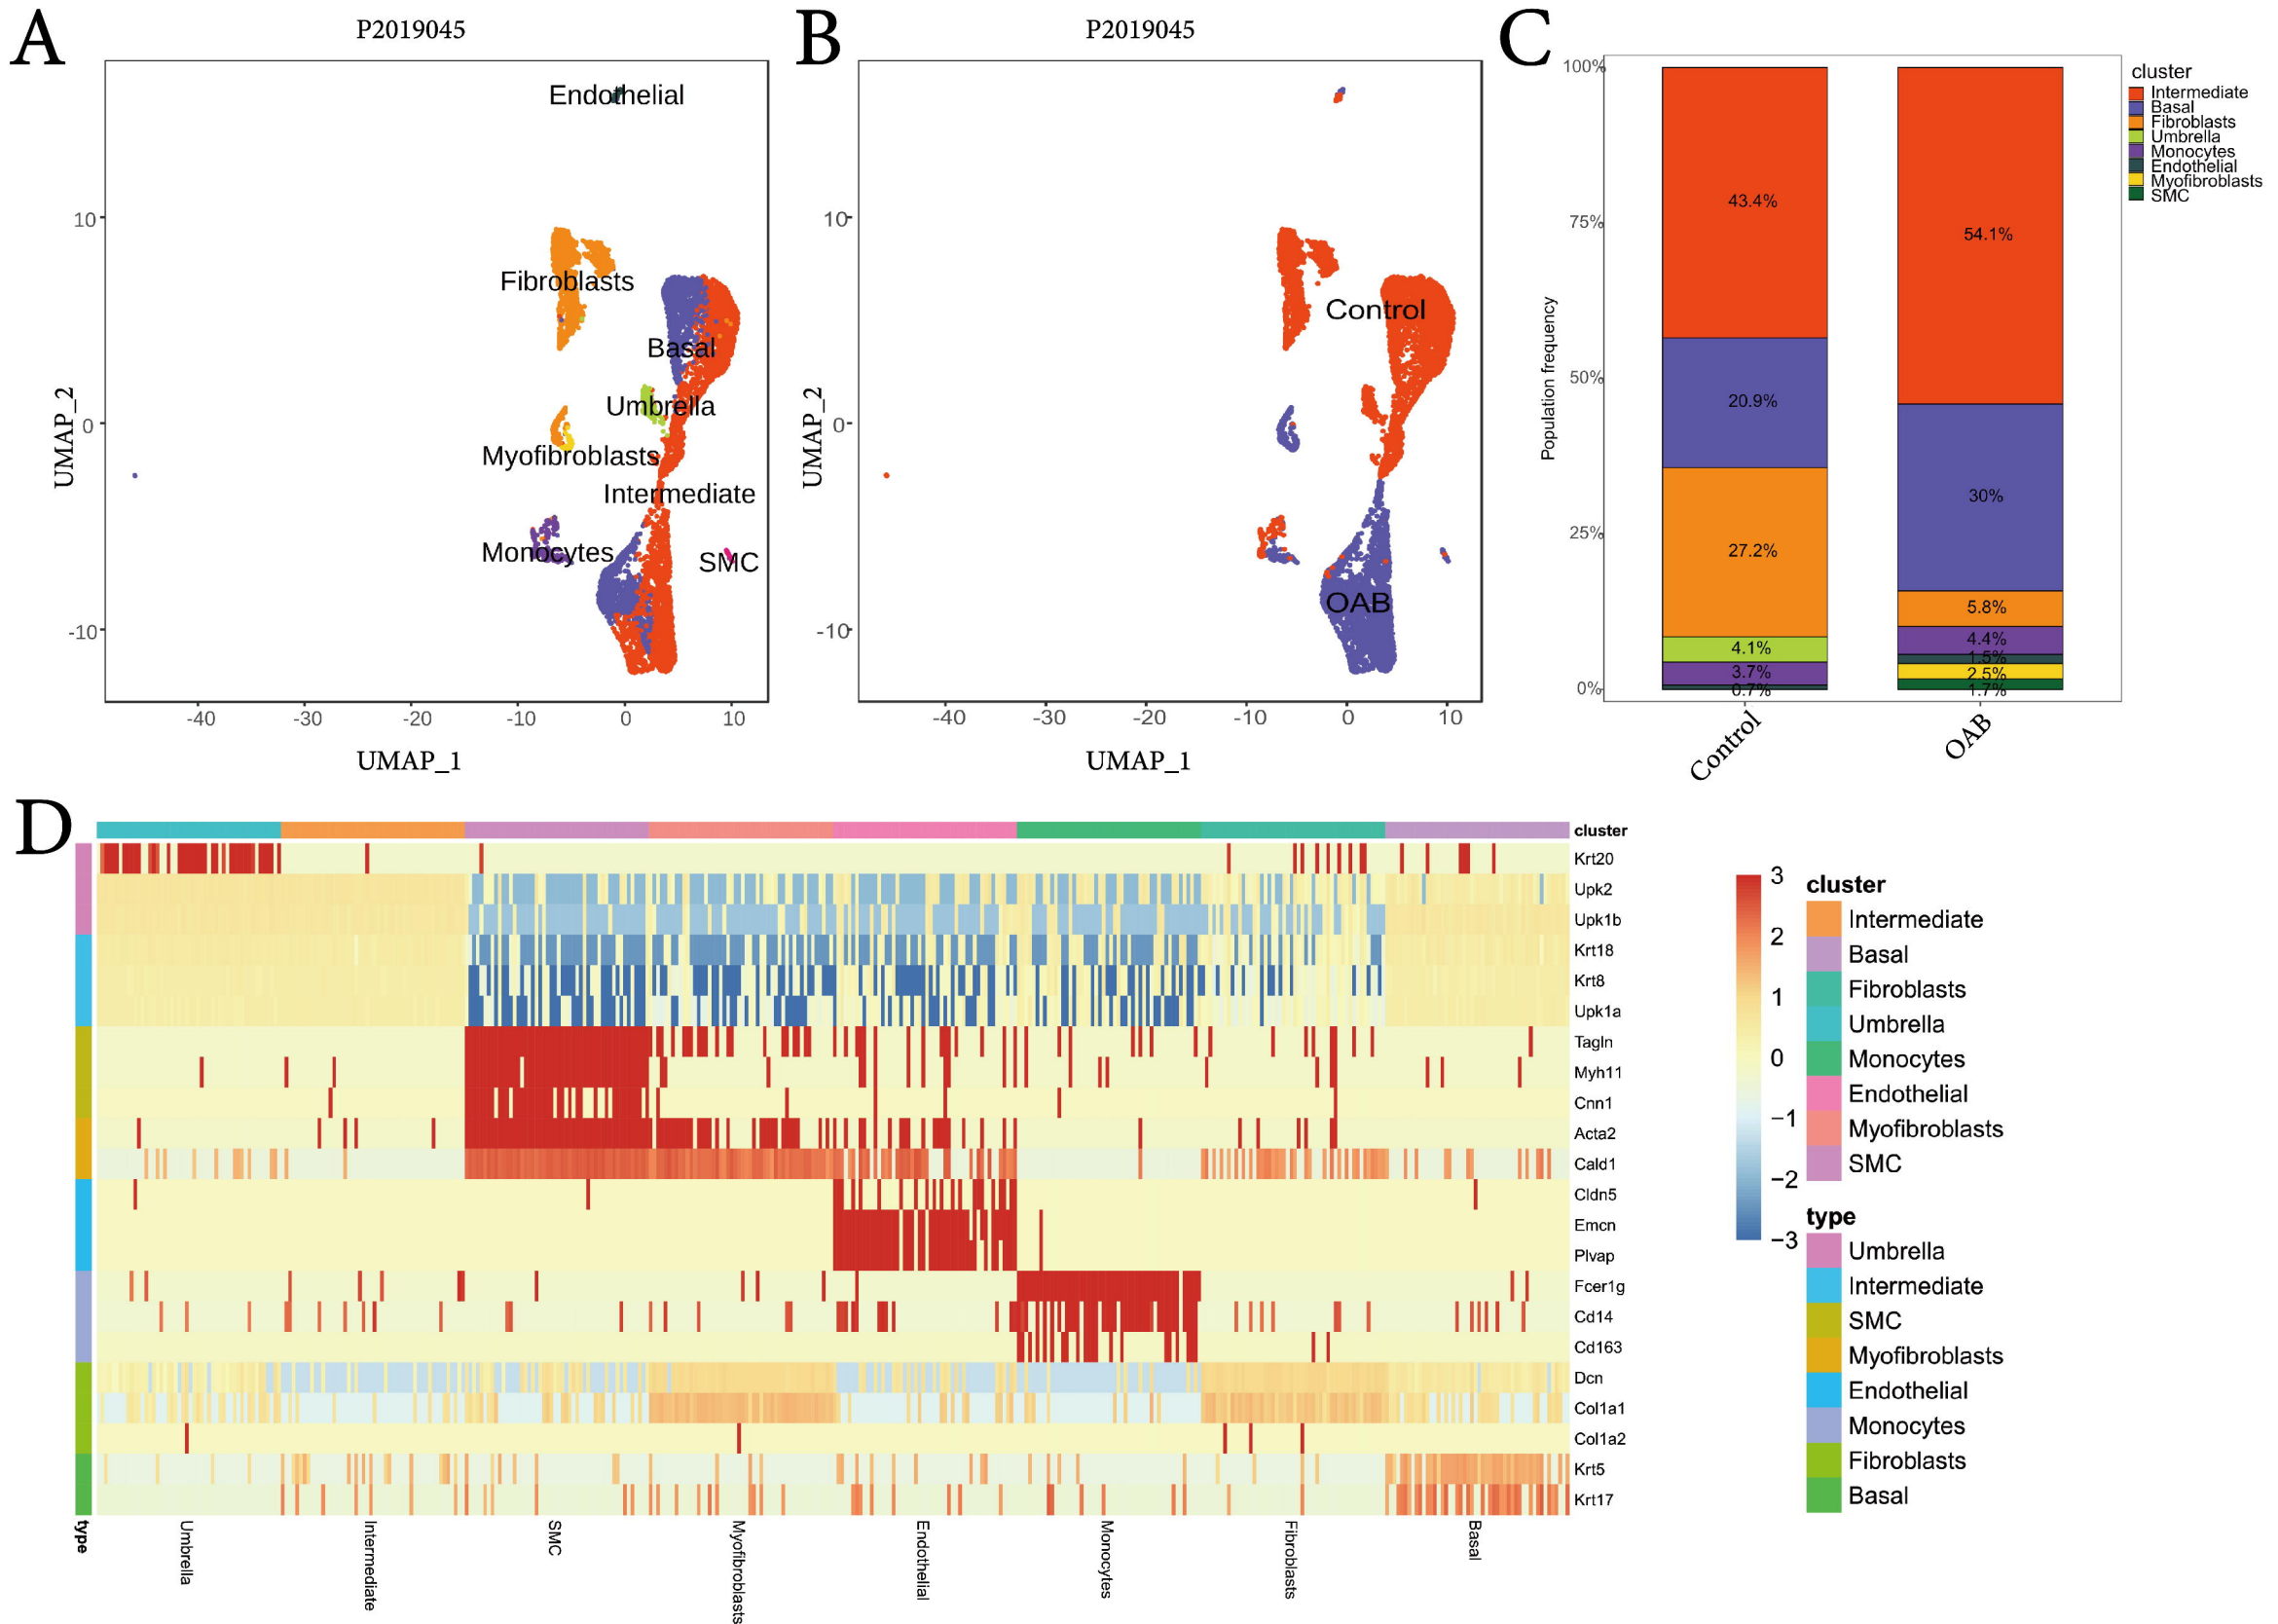 A
P2019045
Endothelial
Fibroblasts
Basal
Umbrella
Myofibroblasts
Intermediate
Monocytes
SMC
10
0
-10
UMAP_2
-40
-30
-20
-10
0
10
UMAP_1
B
P2019045
Control
OAB
10
0
-10
UMAP_2
-40
-30
-20
-10
0
10
UMAP_1
C
100%
75%
50%
25%
0%
Population frequency
43.4%
20.9%
27.2%
4.1%
3.7%
0.7%
54.1%
30%
5.8%
4.4%
1.5%
2.5%
1.7%
Control
OAB
cluster
Intermediate
Basal
Fibroblasts
Umbrella
Monocytes
Endothelial
Myofibroblasts
SMC
D
cluster
Krt20
Upk2
Upk1b
Krt18
Krt8
Upk1a
Tagln
Myh11
Cnn1
Acta2
Cald1
Cldn5
Emcn
Plvap
Fcer1g
Cd14
Cd163
Dcn
Col1a1
Col1a2
Krt5
Krt17
type
Umbrella
Intermediate
SMC
Myofibroblasts
Endothelial
Monocytes
Fibroblasts
Basal
3
2
1
0
−1
−2
−3
cluster
Intermediate
Basal
Fibroblasts
Umbrella
Monocytes
Endothelial
Myofibroblasts
SMC
type
Umbrella
Intermediate
SMC
Myofibroblasts
Endothelial
Monocytes
Fibroblasts
Basal